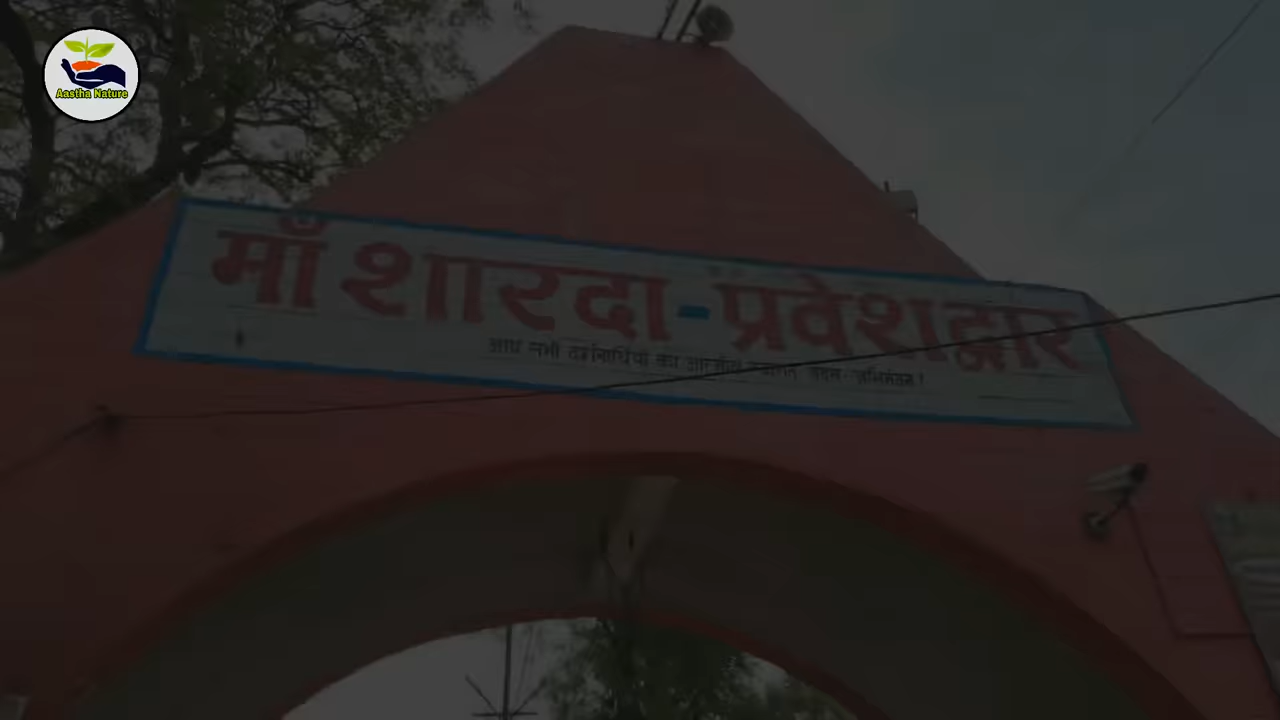 Aastha Nature
माँ शारदा-प्रवेशद्वार
आप सभी दर्शनार्थियों का